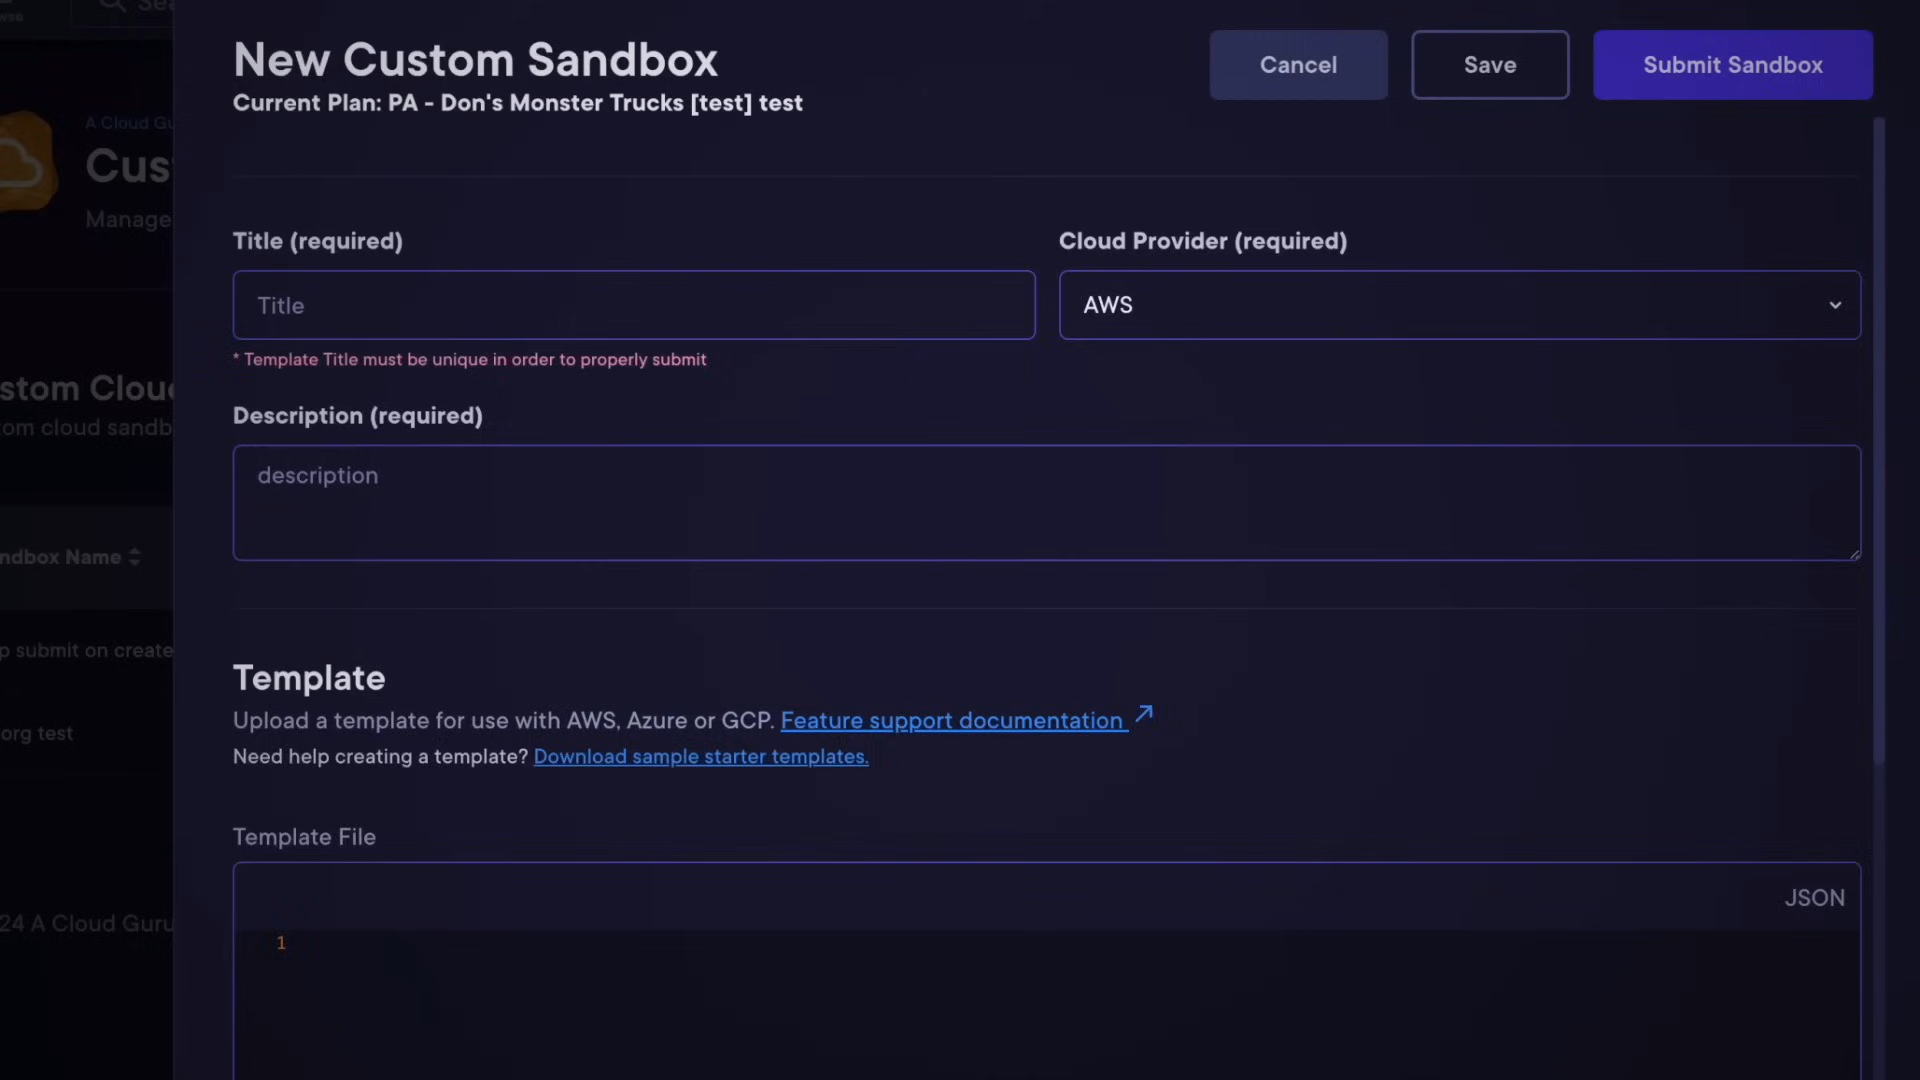 New Custom Sandbox
Current Plan: PA - Don's Monster Trucks [test] test
Cancel
Save
Submit Sandbox
A Cloud Gu
Cus
Manage
Title (required)
Cloud Provider (required)
Title
AWS
* Template Title must be unique in order to properly submit
stom Clou
om cloud sandb
Description (required)
description
ndbox Name
p submit on create
org test
Template
Upload a template for use with AWS, Azure or GCP. Feature support documentation
Need help creating a template? Download sample starter templates.
Template File
JSON
1
24 A Cloud Guru